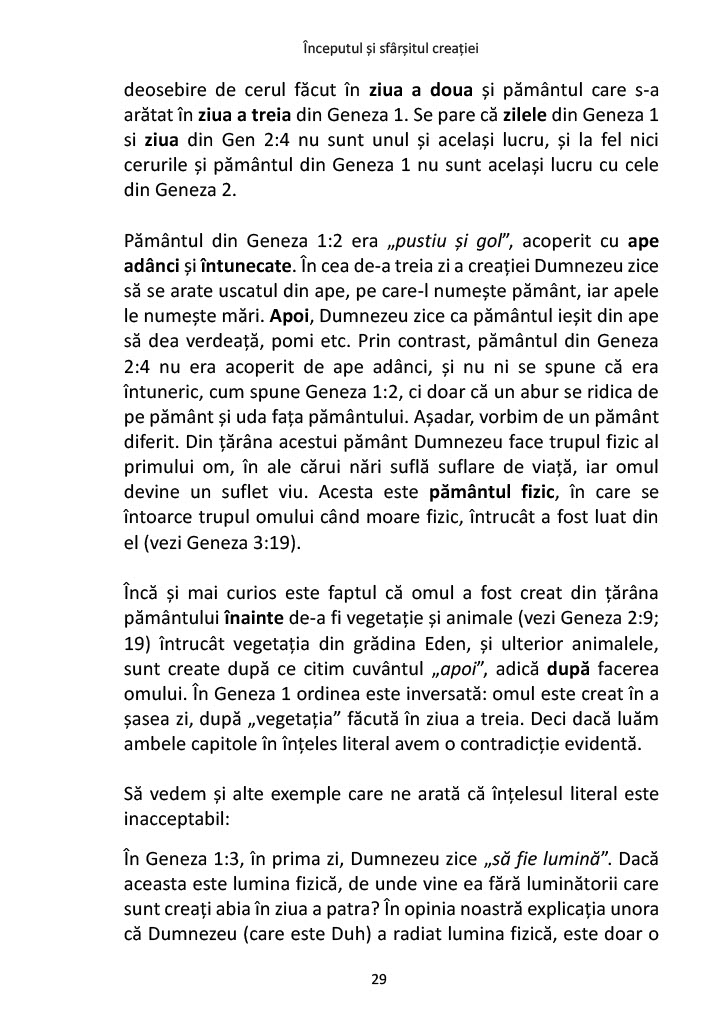 Începutul și sfârșitul creației
deosebire de cerul făcut în ziua a doua și pământul care s-a
arătat în ziua a treia din Geneza 1. Se pare că zilele din Geneza 1
si ziua din Gen 2:4 nu sunt unul și același lucru, și la fel nici
cerurile și pământul din Geneza 1 nu sunt același lucru cu cele
din Geneza 2.
Pământul din Geneza 1:2 era „pustiu și gol”, acoperit cu ape
adânci și întunecate. În cea de-a treia zi a creației Dumnezeu zice
să se arate uscatul din ape, pe care-l numește pământ, iar apele
le numește mări. Apoi, Dumnezeu zice ca pământul ieșit din ape
să dea verdeață, pomi etc. Prin contrast, pământul din Geneza
2:4 nu era acoperit de ape adânci, și nu ni se spune că era
întuneric, cum spune Geneza 1:2, ci doar că un abur se ridica de
pe pământ și uda fața pământului. Așadar, vorbim de un pământ
diferit. Din țărâna acestui pământ Dumnezeu face trupul fizic al
primului om, în ale cărui nări suflă suflare de viață, iar omul
devine un suflet viu. Acesta este pământul fizic, în care se
întoarce trupul omului când moare fizic, întrucât a fost luat din
el (vezi Geneza 3:19).
Încă și mai curios este faptul că omul a fost creat din țărâna
pământului înainte de-a fi vegetație și animale (vezi Geneza 2:9;
19) întrucât vegetația din grădina Eden, și ulterior animalele,
sunt create după ce citim cuvântul „apoi”, adică după facerea
omului. În Geneza 1 ordinea este inversată: omul este creat în a
șasea zi, după „vegetația” făcută în ziua a treia. Deci dacă luăm
ambele capitole în înțeles literal avem o contradicție evidentă.
Să vedem și alte exemple care ne arată că înțelesul literal este
inacceptabil:
În Geneza 1:3, în prima zi, Dumnezeu zice „să fie lumină”. Dacă
aceasta este lumina fizică, de unde vine ea fără luminătorii care
sunt creați abia în ziua a patra? În opinia noastră explicația unora
că Dumnezeu (care este Duh) a radiat lumina fizică, este doar o
29